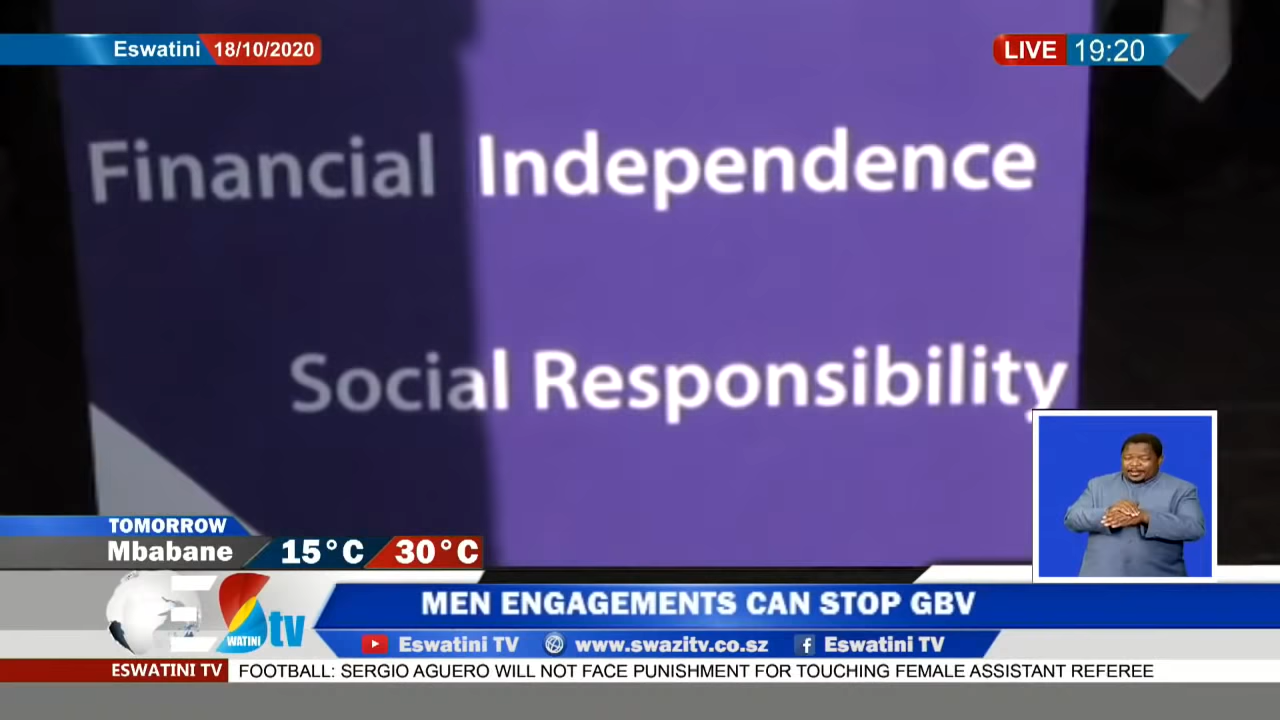 Eswatini 18/10/2020
LIVE 19:20
Financial Independence
Social Responsibility
TOMORROW
Mbabane 15°C 30°C
ESWATINI tv
MEN ENGAGEMENTS CAN STOP GBV
Eswatini TV www.swazitv.co.sz Eswatini TV
ESWATINI TV FOOTBALL: SERGIO AGUERO WILL NOT FACE PUNISHMENT FOR TOUCHING FEMALE ASSISTANT REFEREE